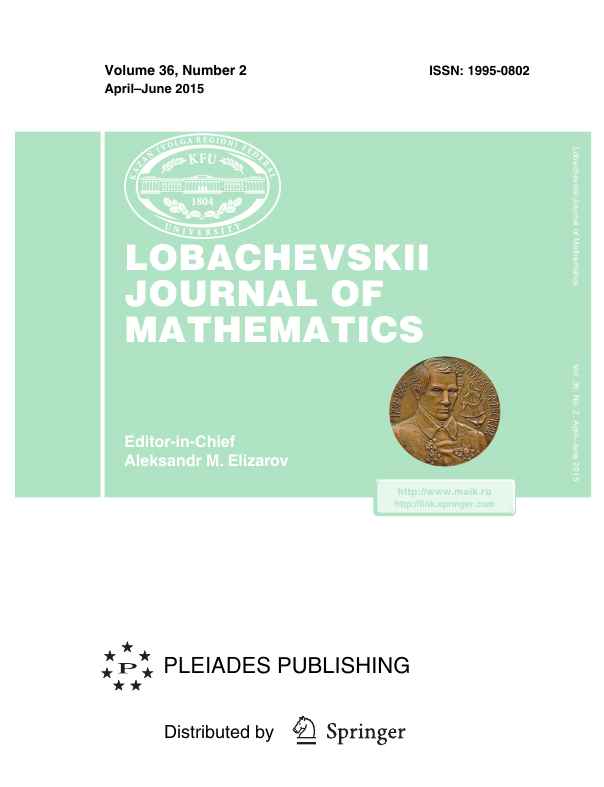 Volume 36, Number 2
April–June 2015
ISSN: 1995-0802
KAZAN (VOLGA REGION) FEDERAL
KFU
1804
UNIVERSITY
LOBACHEVSKII
JOURNAL OF
MATHEMATICS
Lobachevskii Journal of Mathematics
Vol. 36, No. 2, April–June 2015
Editor-in-Chief
Aleksandr M. Elizarov
http://www.maik.ru
http://link.springer.com
P
PLEIADES PUBLISHING
Distributed by
Springer